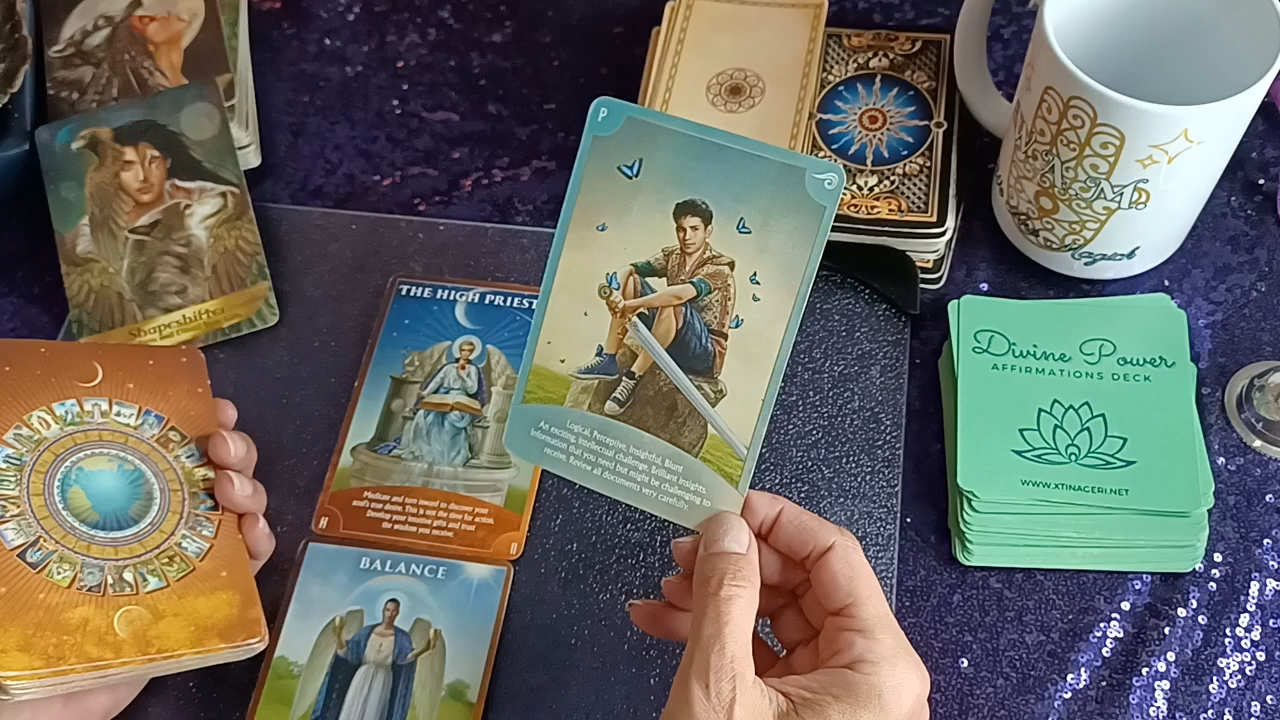 P
Logical, Perceptive, Insightful, Blunt
An exciting, intellectual challenge. Brilliant insights.
Information that you need but might be challenging to
receive. Review all documents very carefully.
THE HIGH PRIEST
Meditate and turn inward to discover your
soul's true desire. This is not the time for action.
Develop your intuitive gifts and trust
the wisdom you receive.
H
II
BALANCE
Shapeshifter
Divine Power
AFFIRMATIONS DECK
WWW.XTINACERI.NET